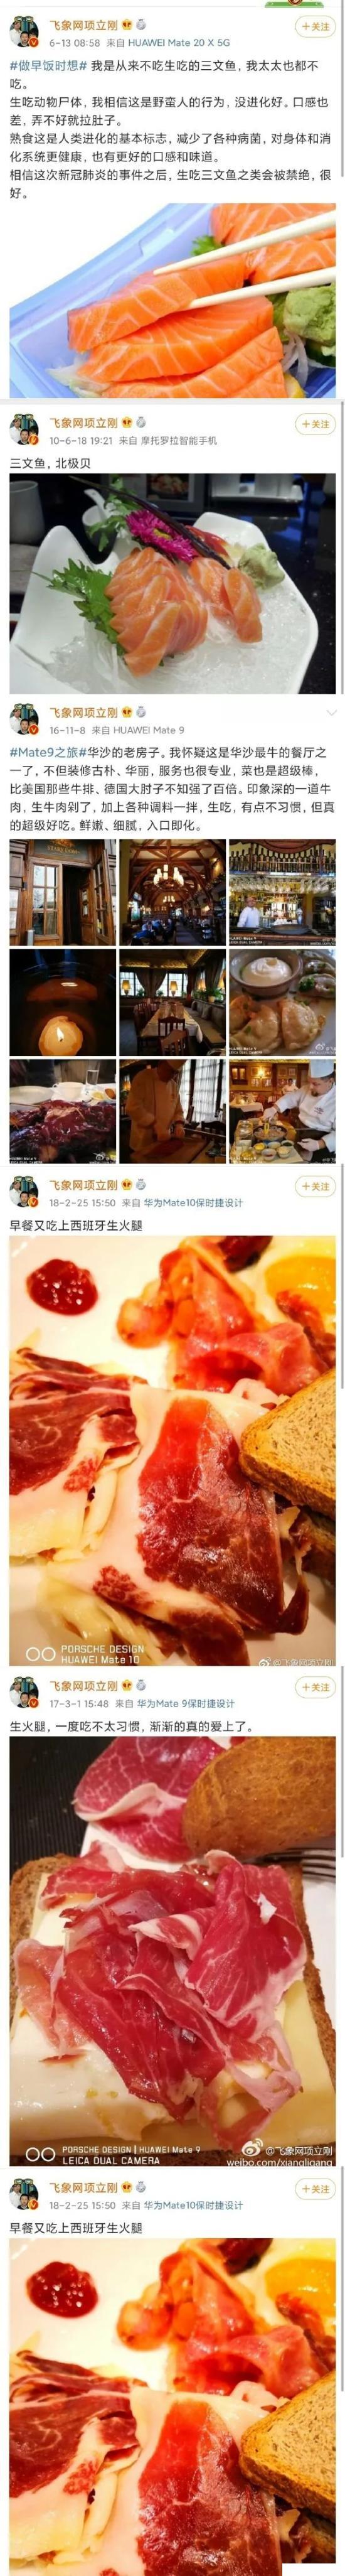 飞象网项立刚
+关注
6-13 08:58 来自 HUAWEI Mate 20 X 5G
#做早饭时想# 我是从来不吃生吃的三文鱼，我太太也都不
吃。
生吃动物尸体，我相信这是野蛮人的行为，没进化好。口感也
差，弄不好就拉肚子。
熟食这是人类进化的基本标志，减少了各种病菌，对身体和消
化系统更健康，也有更好的口感和味道。
相信这次新冠肺炎的事件之后，生吃三文鱼之类会被禁绝，很
好。
飞象网项立刚
+关注
10-6-18 19:21 来自 摩托罗拉智能手机
三文鱼，北极贝
飞象网项立刚
16-11-8 来自 HUAWEI Mate 9
#Mate9之旅#华沙的老房子。我怀疑这是华沙最牛的餐厅之
一了，不但装修古朴、华丽，服务也很专业，菜也是超级棒，
比美国那些牛排、德国大肘子不知强了百倍。印象深的一道牛
肉，生牛肉剁了，加上各种调料一拌，生吃，有点不习惯，但真
的超级好吃。鲜嫩、细腻，入口即化。
飞象网项立刚
+关注
18-2-25 15:50 来自 华为Mate10保时捷设计
早餐又吃上西班牙生火腿
PORSCHE DESIGN
HUAWEI Mate 10
@飞象网项立刚
飞象网项立刚
+关注
17-3-1 15:48 来自 华为Mate 9保时捷设计
生火腿，一度吃不太习惯，渐渐的真的爱上了。
PORSCHE DESIGN | HUAWEI Mate 9
LEICA DUAL CAMERA
@飞象网项立刚
weibo.com/xiangligang
飞象网项立刚
+关注
18-2-25 15:50 来自 华为Mate10保时捷设计
早餐又吃上西班牙生火腿